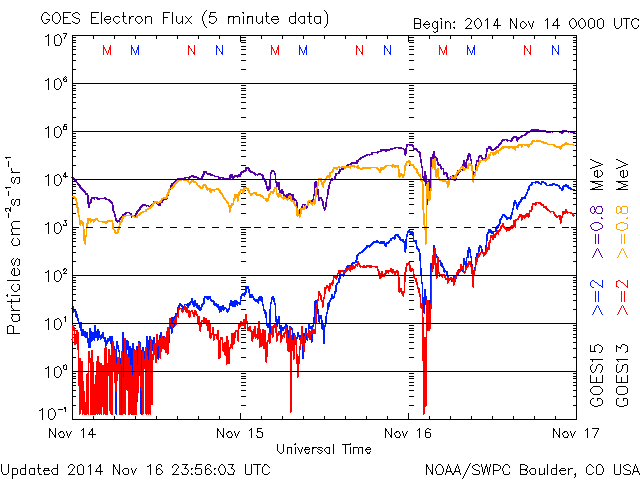 GOES Electron Flux (5 minute data)
Begin: 2014 Nov 14 0000 UTC
10⁷
M M N N M M N N M M N N
10⁶
10⁵
10⁴
10³
10²
10¹
10⁰
10⁻¹
Particles cm⁻²s⁻¹sr⁻¹
GOES15 >=2 >=0.8 MeV
GOES13 >=2 >=0.8 MeV
Nov 14 Nov 15 Nov 16 Nov 17
Universal Time
Updated 2014 Nov 16 23:56:03 UTC
NOAA/SWPC Boulder, CO USA